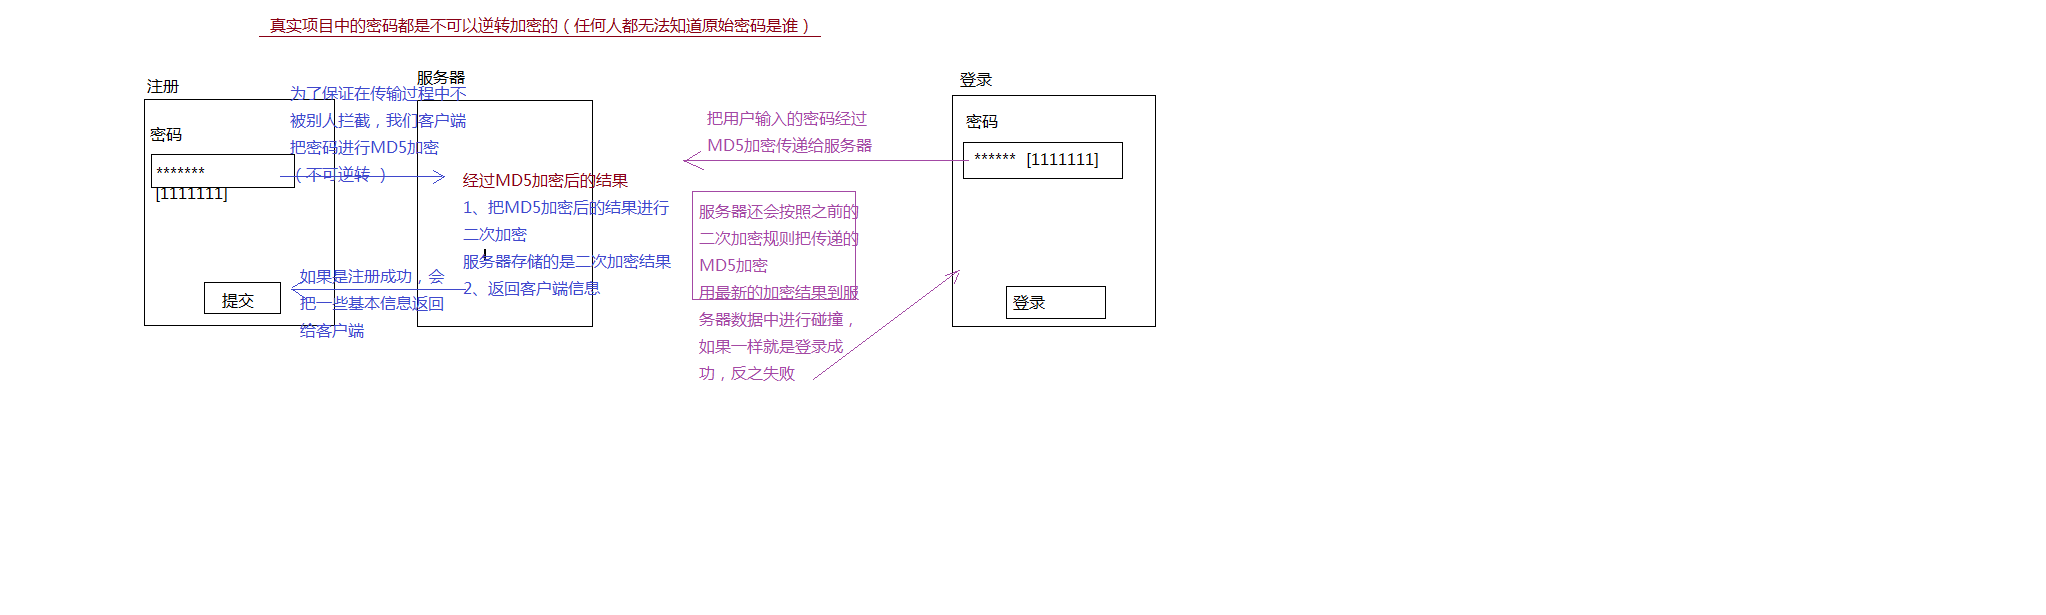 真实项目中的密码都是不可以逆转加密的（任何人都无法知道原始密码是谁）
注册
密码
*******
[1111111]
提交
为了保证在传输过程中不
被别人拦截，我们客户端
把密码进行MD5加密
（不可逆转 ）
如果是注册成功，会
把一些基本信息返回
给客户端
服务器
经过MD5加密后的结果
1、把MD5加密后的结果进行
二次加密
服务器存储的是二次加密结果
2、返回客户端信息
把用户输入的密码经过
MD5加密传递给服务器
服务器还会按照之前的
二次加密规则把传递的
MD5加密
用最新的加密结果到服
务器数据中进行碰撞，
如果一样就是登录成
功，反之失败
登录
密码
****** [1111111]
登录